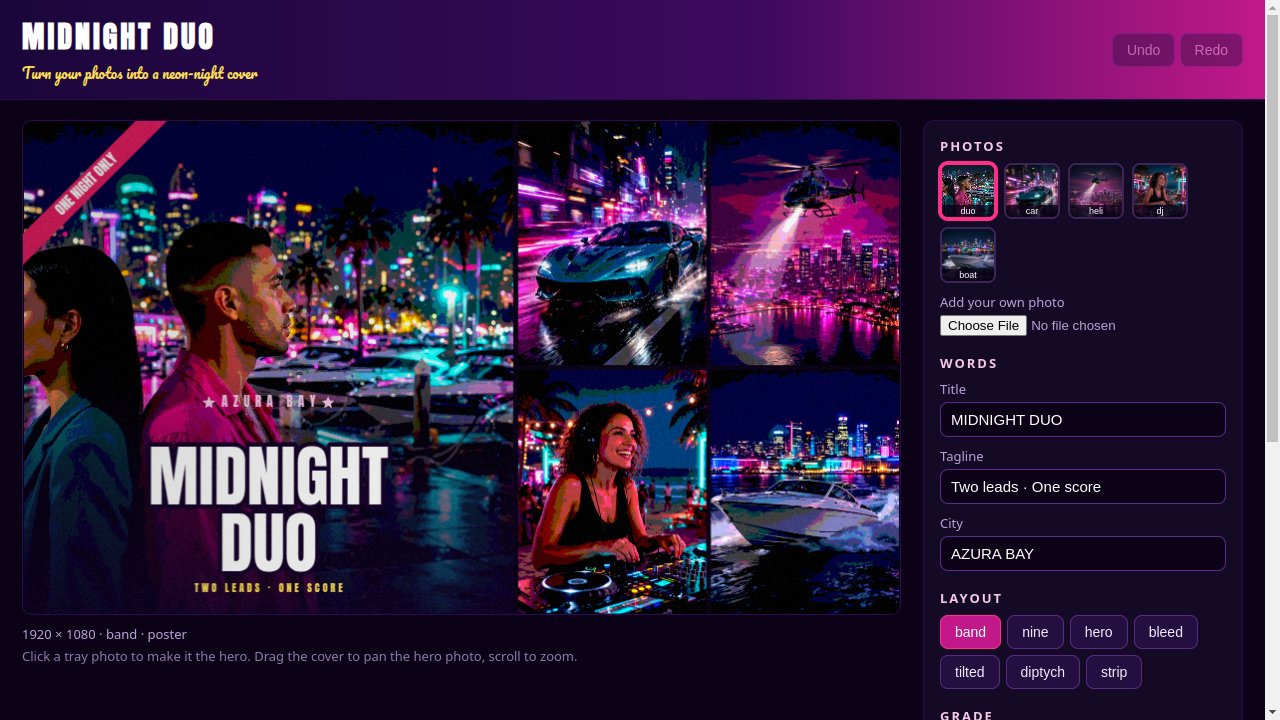 MIDNIGHT DUO
Turn your photos into a neon-night cover
Undo
Redo
ONE NIGHT ONLY
★ AZURA BAY ★
MIDNIGHT
DUO
TWO LEADS · ONE SCORE
1920 × 1080 · band · poster
Click a tray photo to make it the hero. Drag the cover to pan the hero photo, scroll to zoom.
PHOTOS
duo
car
heli
dj
boat
Add your own photo
Choose File No file chosen
WORDS
Title
MIDNIGHT DUO
Tagline
Two leads · One score
City
AZURA BAY
LAYOUT
band
nine
hero
bleed
tilted
diptych
strip
GRADE